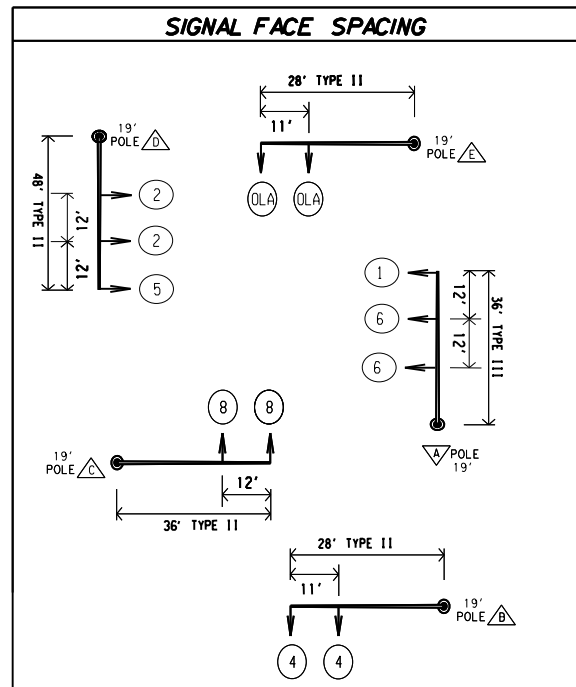 SIGNAL FACE SPACING
28' TYPE II
11'
19'
POLE D
19'
POLE E
48' TYPE II
12'
12'
2
2
5
OLA
OLA
1
6
6
12'
12'
36' TYPE III
A POLE
19'
8
8
19'
POLE C
12'
36' TYPE II
28' TYPE II
11'
19'
POLE B
4
4